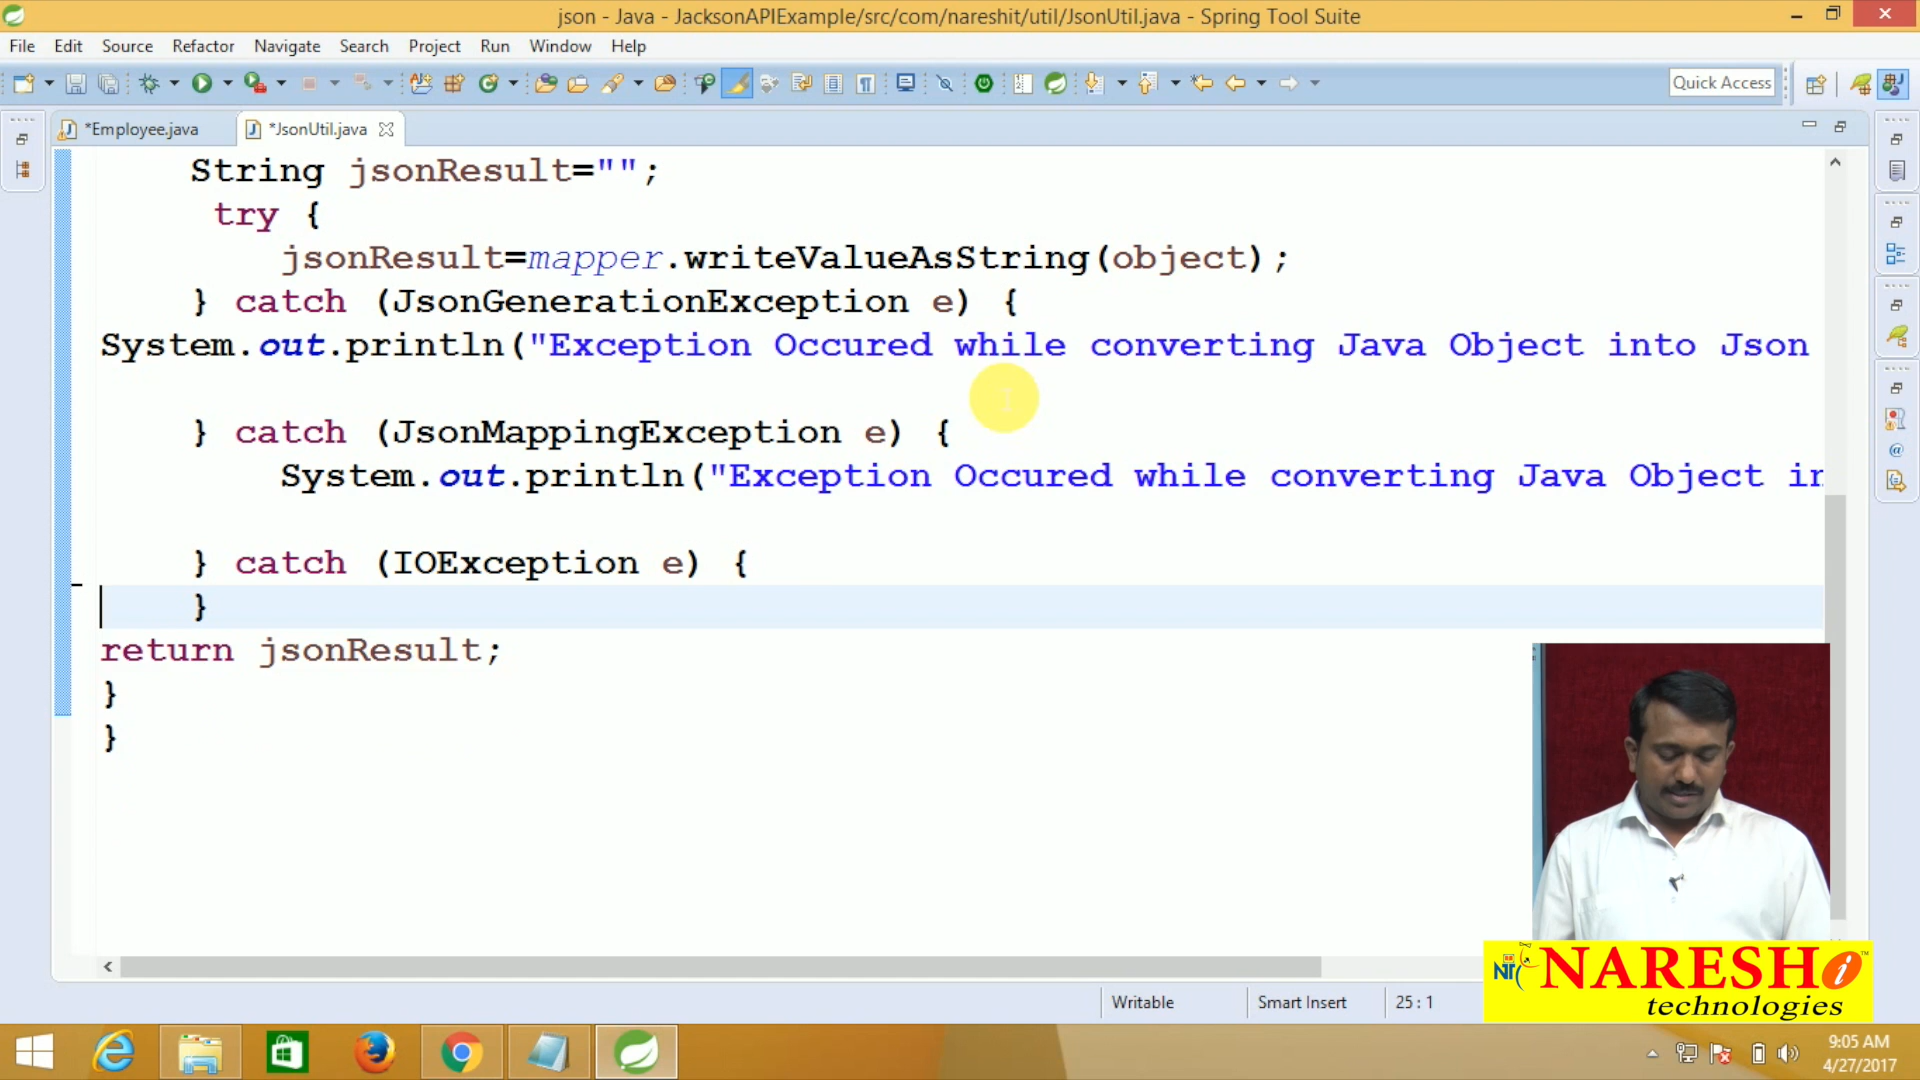 json - Java - JacksonAPIExample/src/com/nareshit/util/JsonUtil.java - Spring Tool Suite
File Edit Source Refactor Navigate Search Project Run Window Help
Quick Access
*Employee.java *JsonUtil.java
String jsonResult="";
try {
jsonResult=mapper.writeValueAsString(object);
} catch (JsonGenerationException e) {
System.out.println("Exception Occured while converting Java Object into Json
} catch (JsonMappingException e) {
System.out.println("Exception Occured while converting Java Object in
} catch (IOException e) {
}
return jsonResult;
}
}
Writable Smart Insert 25 : 1
NARESH i
technologies
9:05 AM
4/27/2017